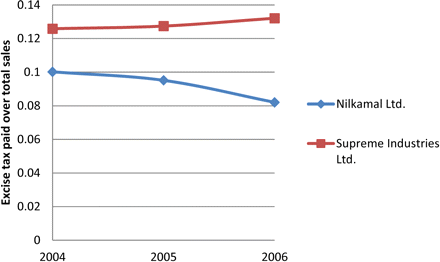 Excise tax paid over total sales
0.14
0.12
0.1
0.08
0.06
0.04
0.02
0
2004 2005 2006
Nilkamal Ltd.
Supreme Industries
Ltd.